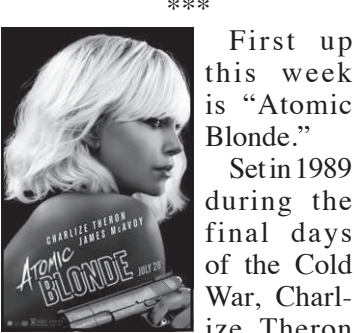 ***
First up
this week
is “Atomic
Blonde.”
Set in 1989
during the
final days
of the Cold
War, Charl-
ize Theron
CHARLIZE THERON
JAMES McAVOY
ATOMIC
BLONDE
JULY 28